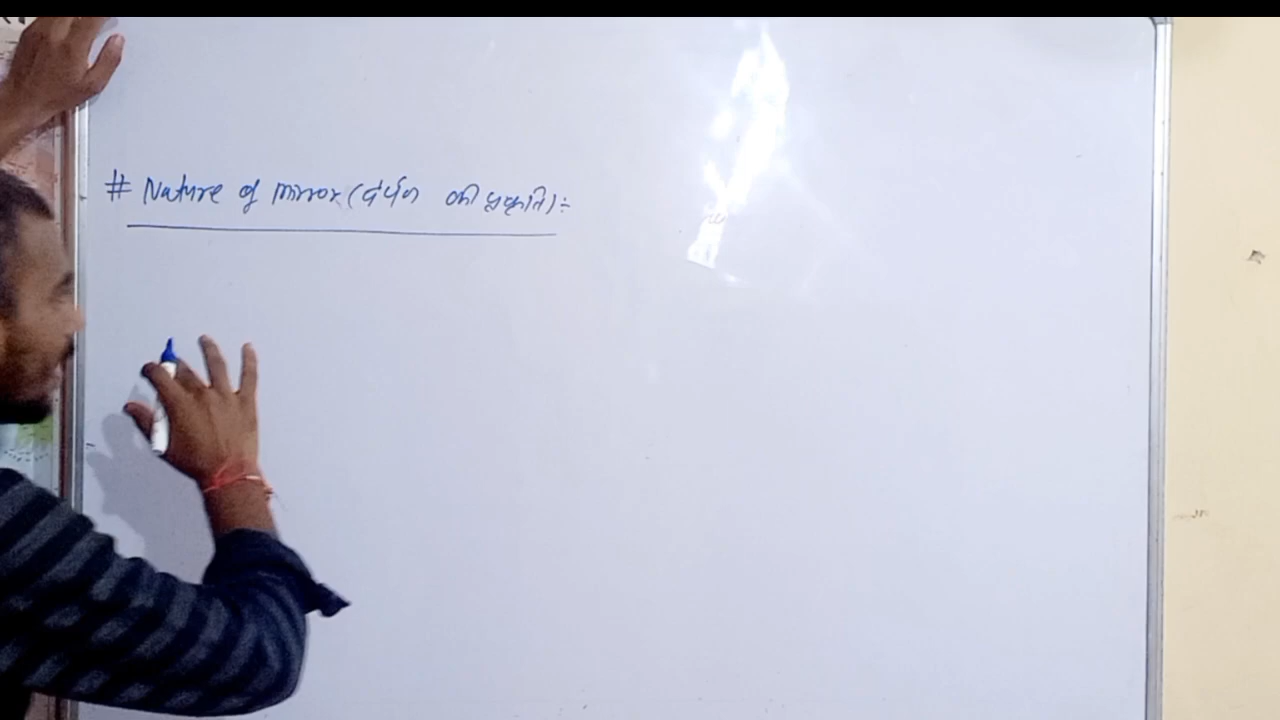 # Nature of mirror (दर्पण की प्रकृति) :-